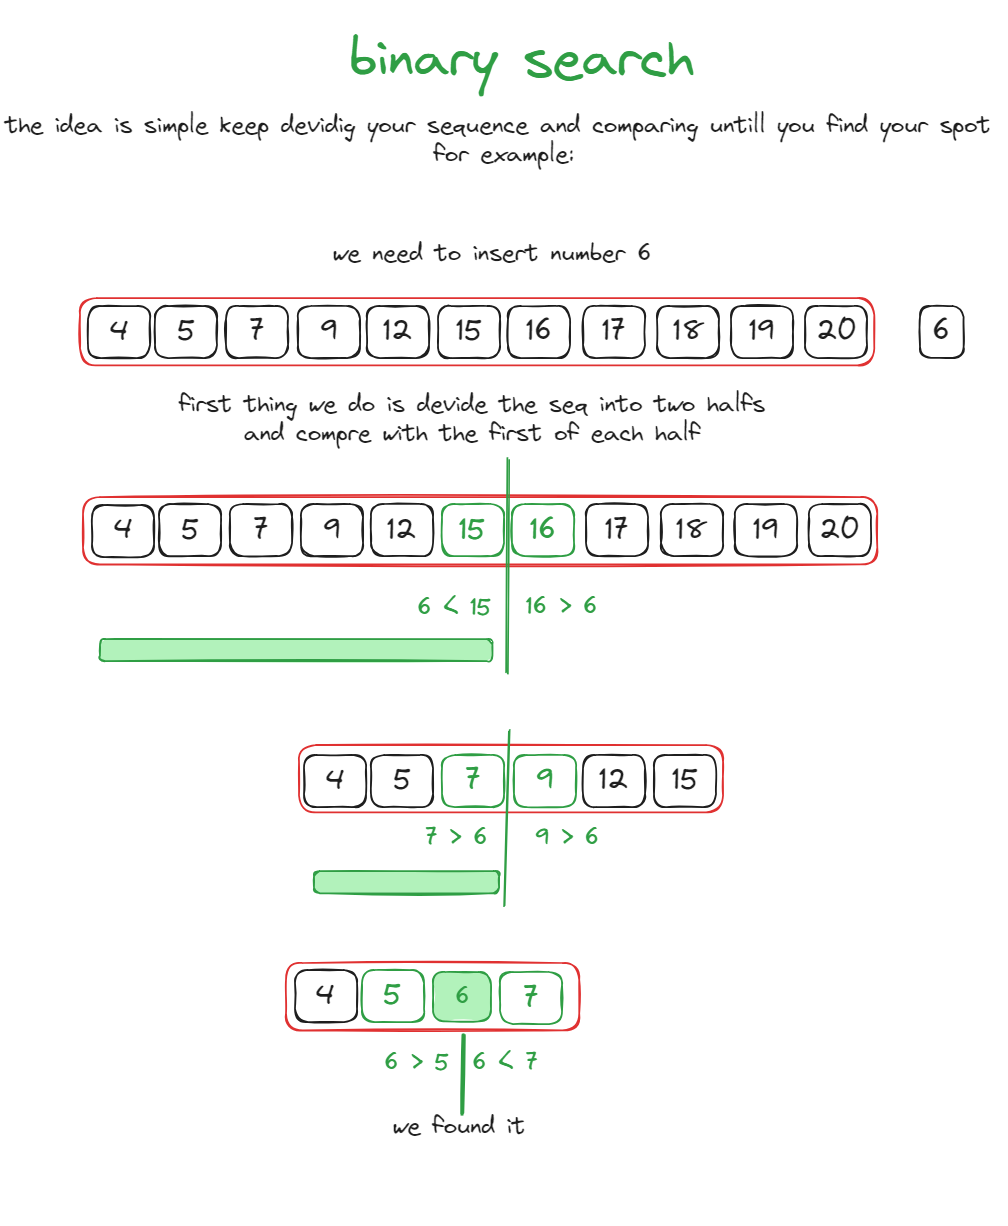 binary search
the idea is simple keep devidig your sequence and comparing untill you find your spot
for example:
we need to insert number 6
4 5 7 9 12 15 16 17 18 19 20 6
first thing we do is devide the seq into two halfs
and compre with the first of each half
4 5 7 9 12 15 16 17 18 19 20
6 < 15 16 > 6
4 5 7 9 12 15
7 > 6 9 > 6
4 5 6 7
6 > 5 6 < 7
we found it